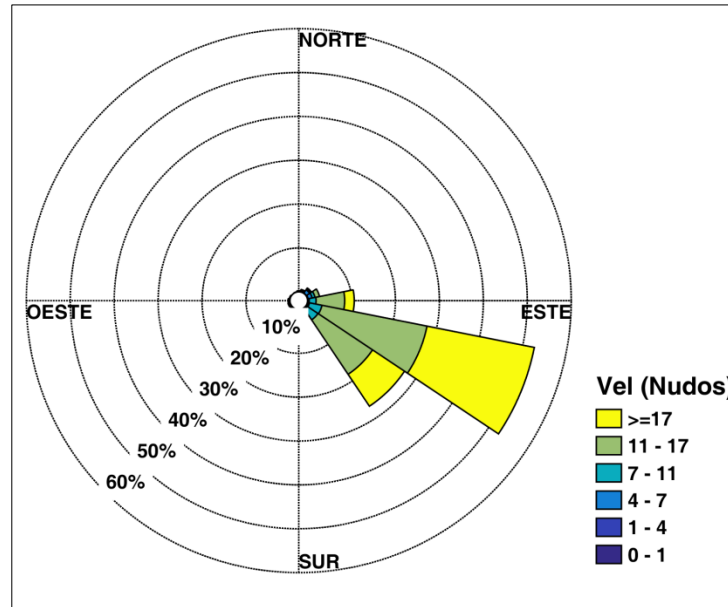 NORTE
OESTE
ESTE
10%
20%
30%
40%
50%
60%
SUR
Vel (Nudos)
>=17
11 - 17
7 - 11
4 - 7
1 - 4
0 - 1